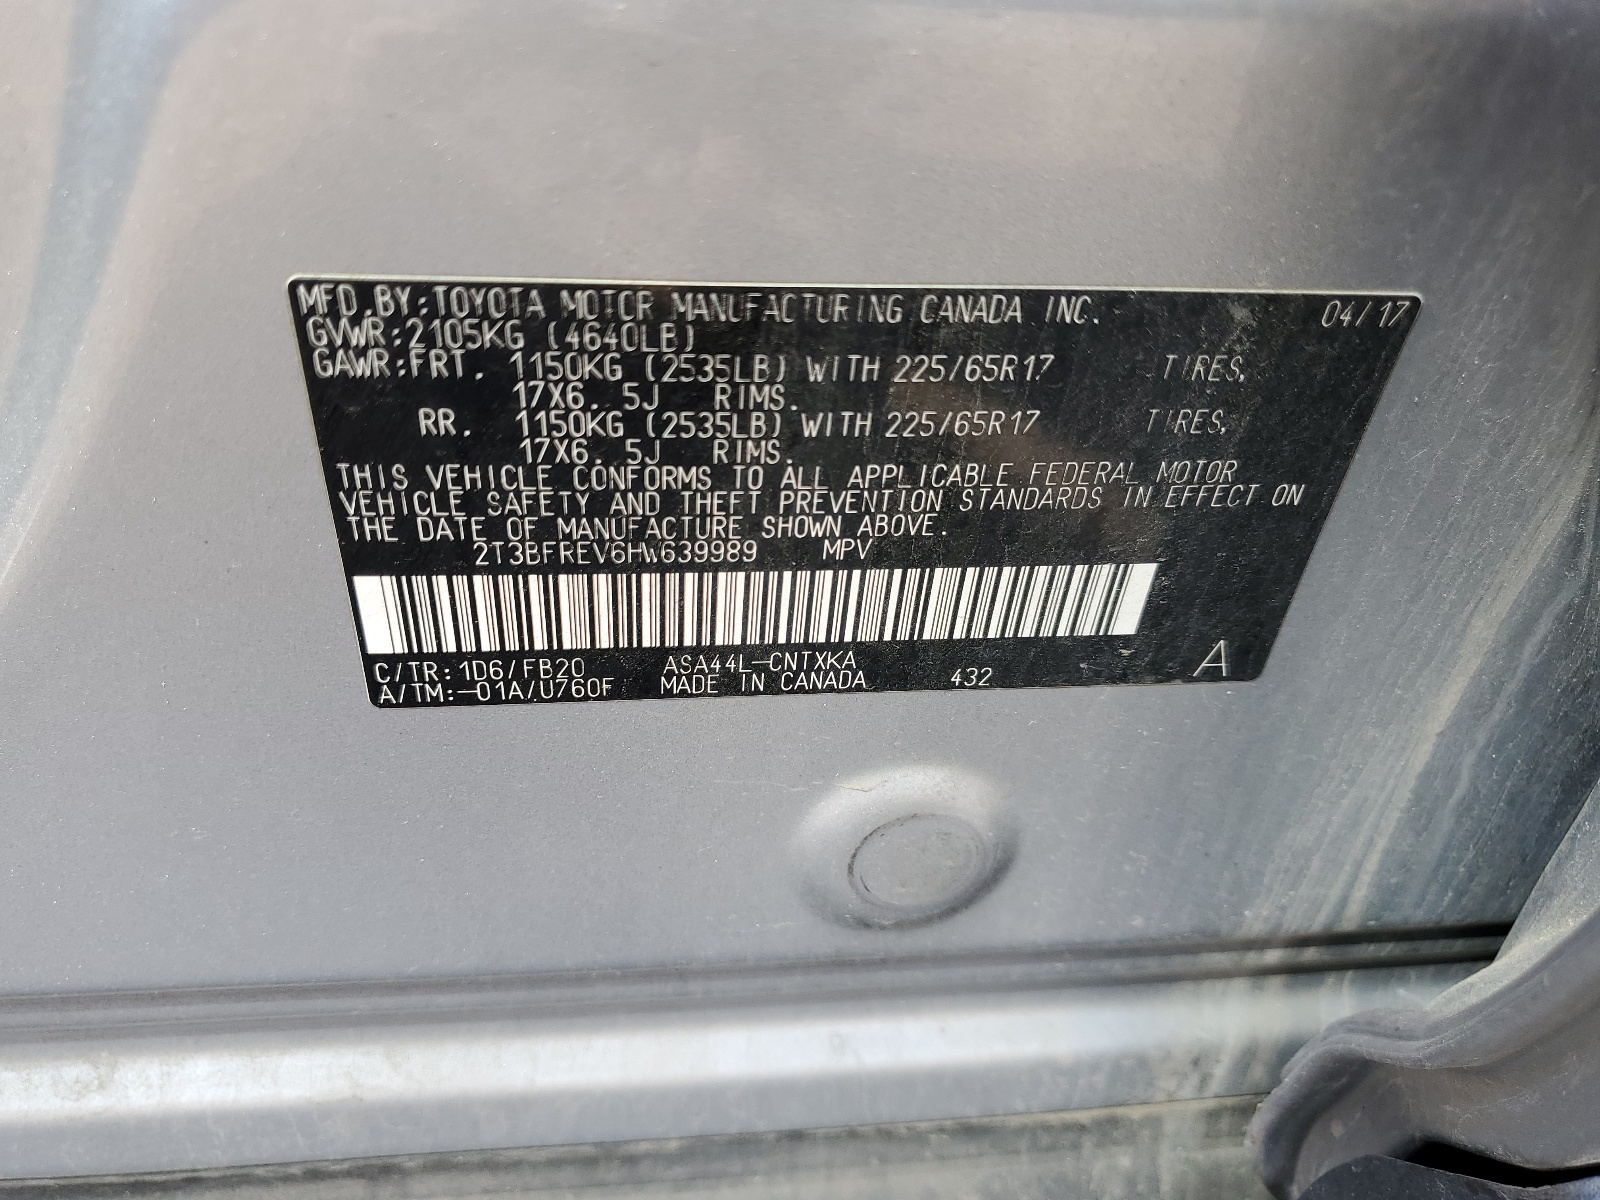 MFD.BY:TOYOTA MOTOR MANUFACTURING CANADA INC. 04/17
GVWR:2105KG (4640LB)
GAWR:FRT. 1150KG (2535LB) WITH 225/65R17 TIRES,
17X6.5J RIMS.
RR. 1150KG (2535LB) WITH 225/65R17 TIRES,
17X6.5J RIMS.
THIS VEHICLE CONFORMS TO ALL APPLICABLE FEDERAL MOTOR
VEHICLE SAFETY AND THEFT PREVENTION STANDARDS IN EFFECT ON
THE DATE OF MANUFACTURE SHOWN ABOVE.
2T3BFREV6HW639989 MPV
C/TR:1D6/FB20 ASA44L-CNTXKA
A/TM:-01A/U760F MADE IN CANADA 432 A